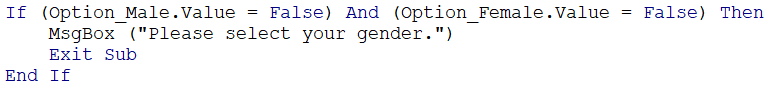 If (Option_Male.Value = False) And (Option_Female.Value = False) Then
    MsgBox ("Please select your gender.")
    Exit Sub
End If